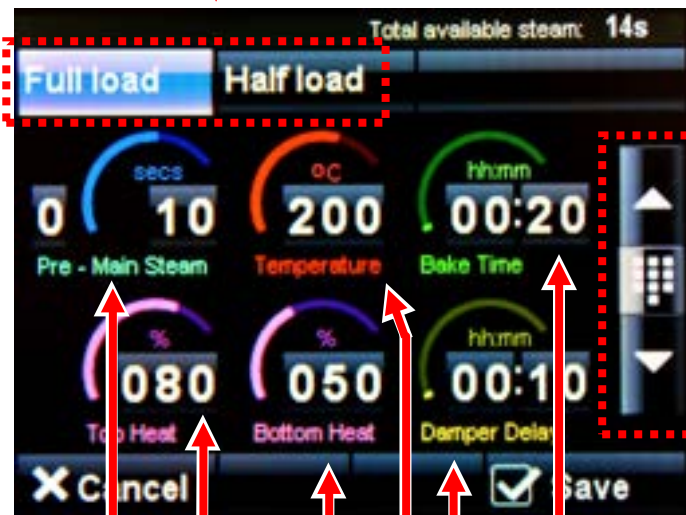 Total available steam: 14s
Full load Half load
secs °C hh:mm
0 10 200 00:20
Pre - Main Steam Temperature Bake Time
% % hh:mm
080 050 00:10
Top Heat Bottom Heat Damper Delay
Cancel Save